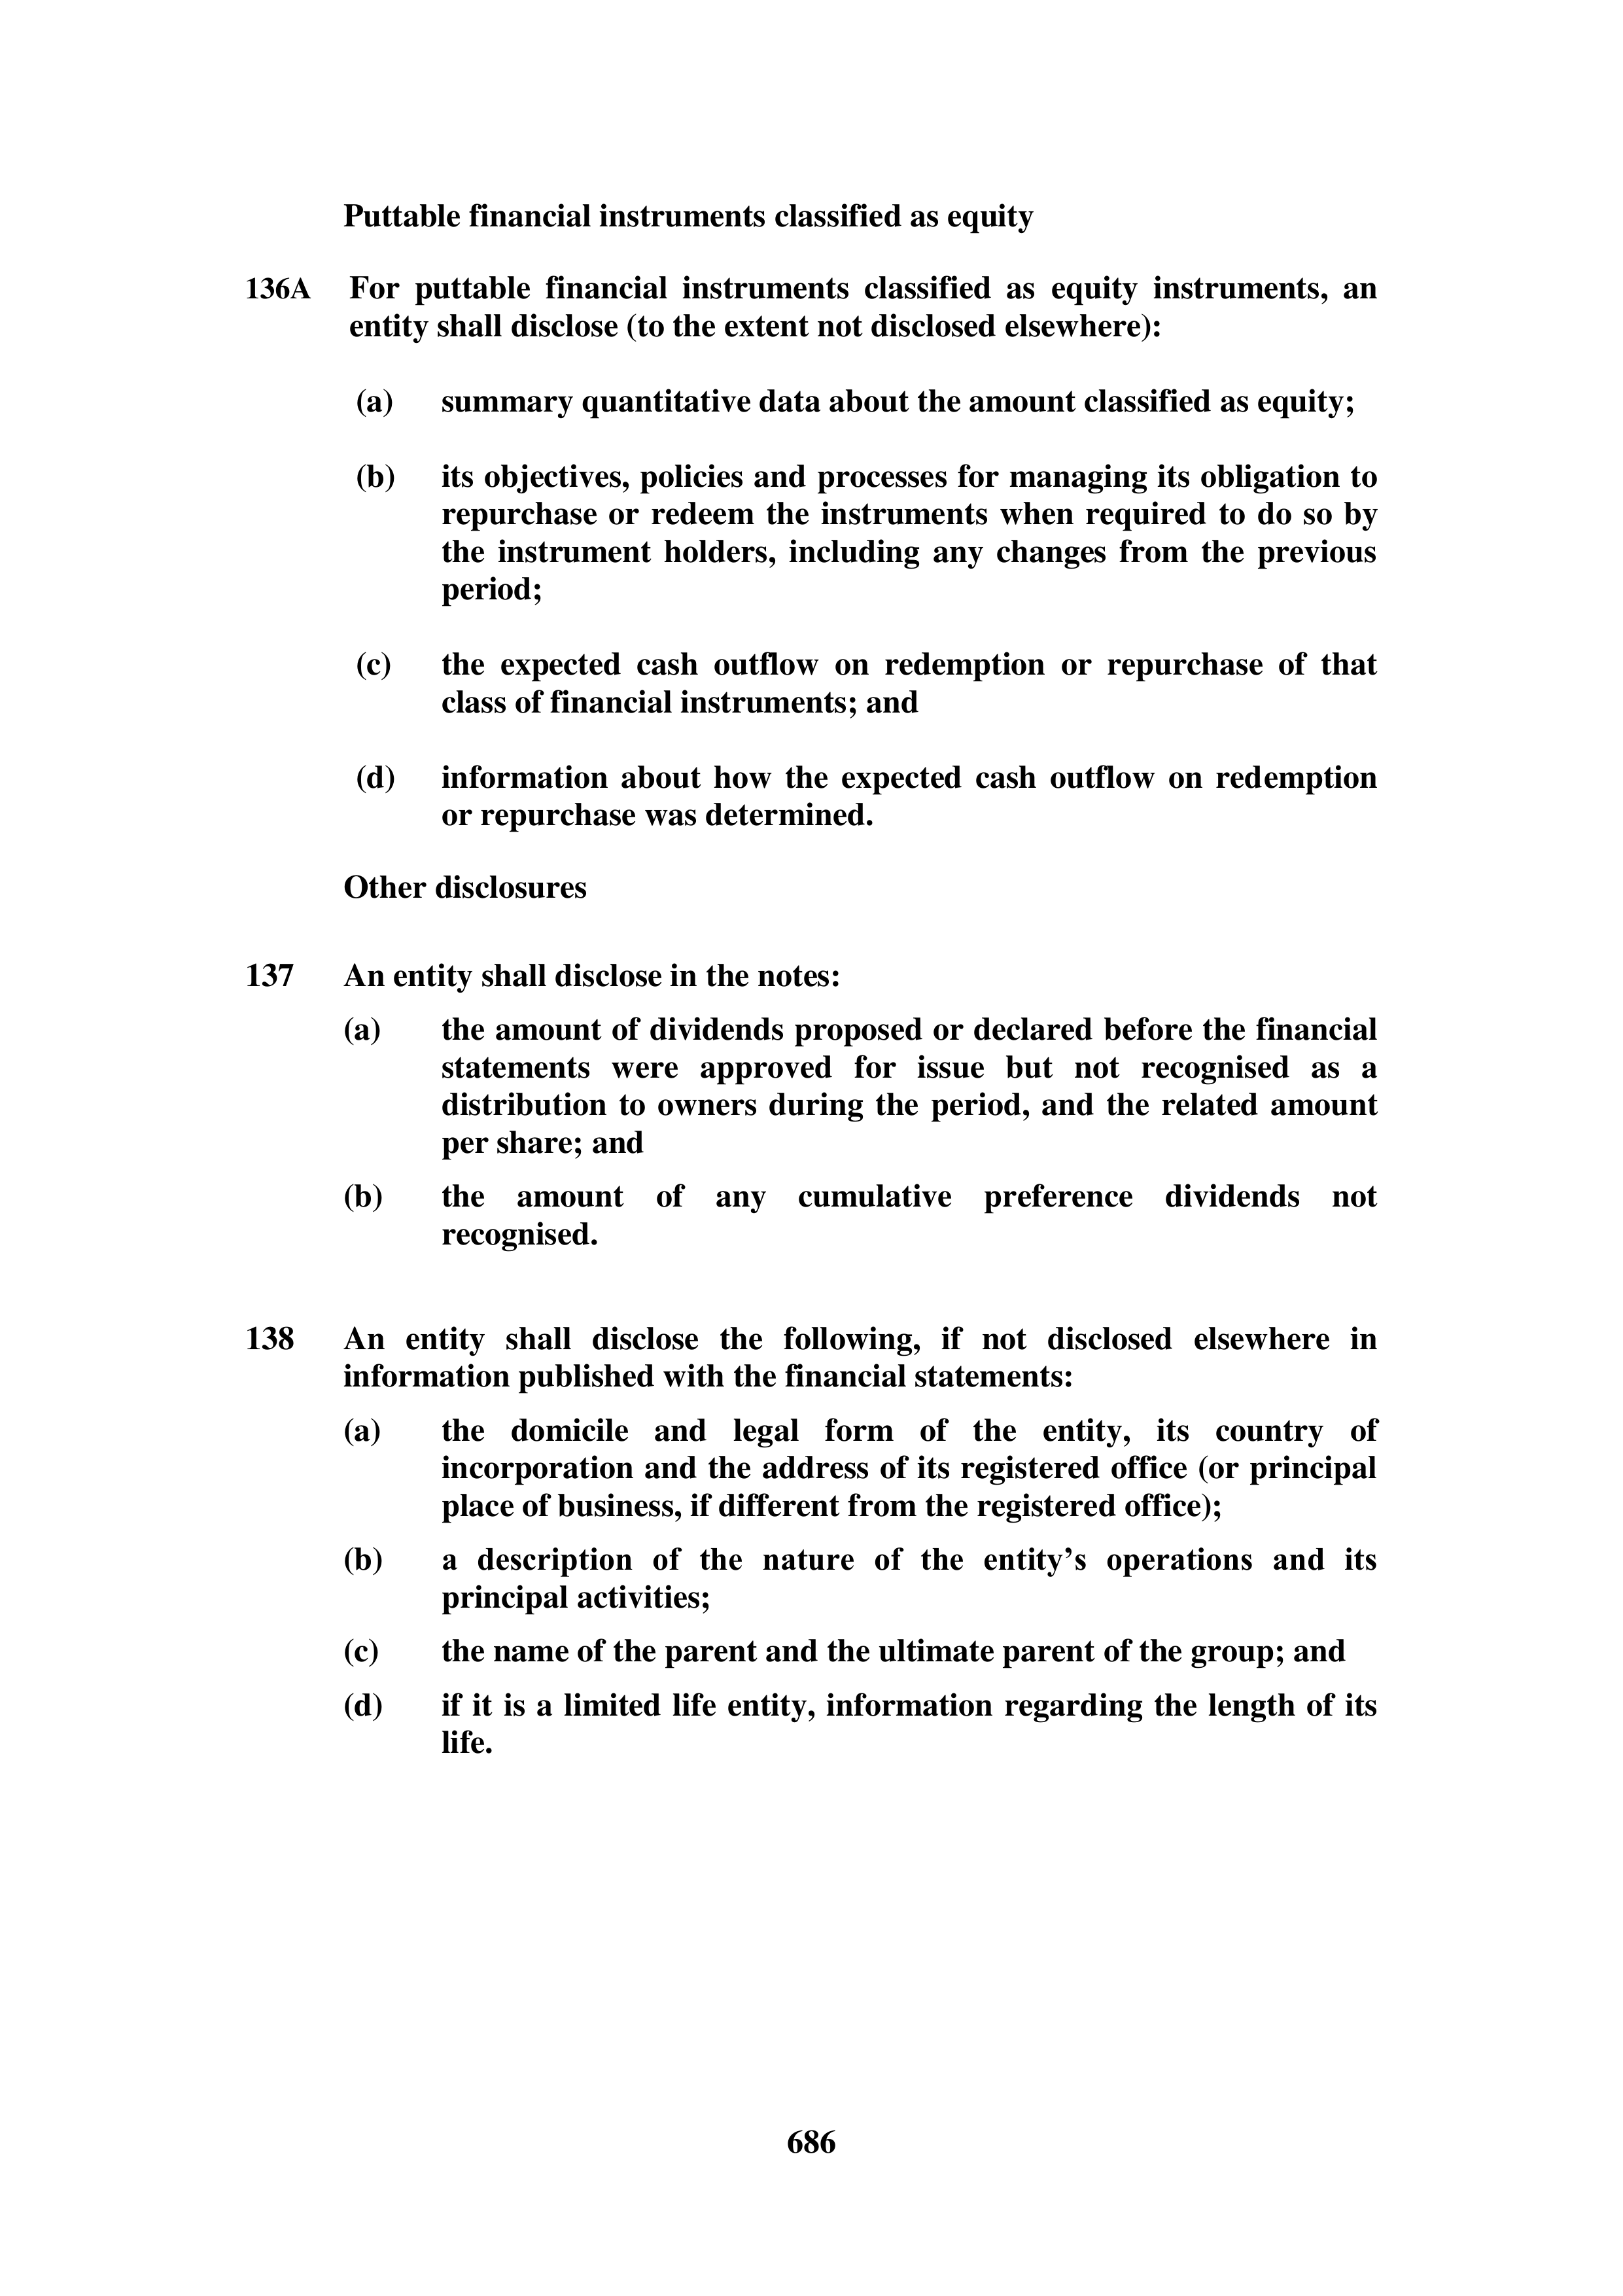 Puttable financial instruments classified as equity
136A For puttable financial instruments classified as equity instruments, an
entity shall disclose (to the extent not disclosed elsewhere):
(a) summary quantitative data about the amount classified as equity;
(b) its objectives, policies and processes for managing its obligation to
repurchase or redeem the instruments when required to do so by
the instrument holders, including any changes from the previous
period;
(c) the expected cash outflow on redemption or repurchase of that
class of financial instruments; and
(d) information about how the expected cash outflow on redemption
or repurchase was determined.
Other disclosures
137 An entity shall disclose in the notes:
(a) the amount of dividends proposed or declared before the financial
statements were approved for issue but not recognised as a
distribution to owners during the period, and the related amount
per share; and
(b) the amount of any cumulative preference dividends not
recognised.
138 An entity shall disclose the following, if not disclosed elsewhere in
information published with the financial statements:
(a) the domicile and legal form of the entity, its country of
incorporation and the address of its registered office (or principal
place of business, if different from the registered office);
(b) a description of the nature of the entity’s operations and its
principal activities;
(c) the name of the parent and the ultimate parent of the group; and
(d) if it is a limited life entity, information regarding the length of its
life.
686